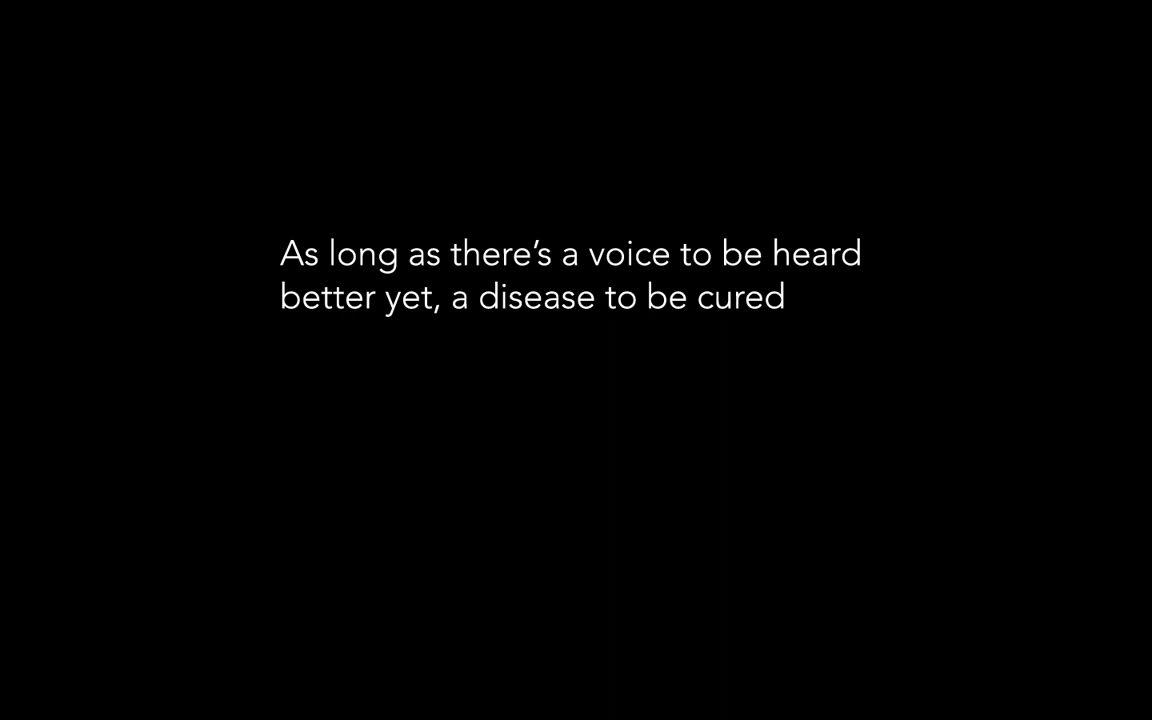 As long as there’s a voice to be heard
better yet, a disease to be cured